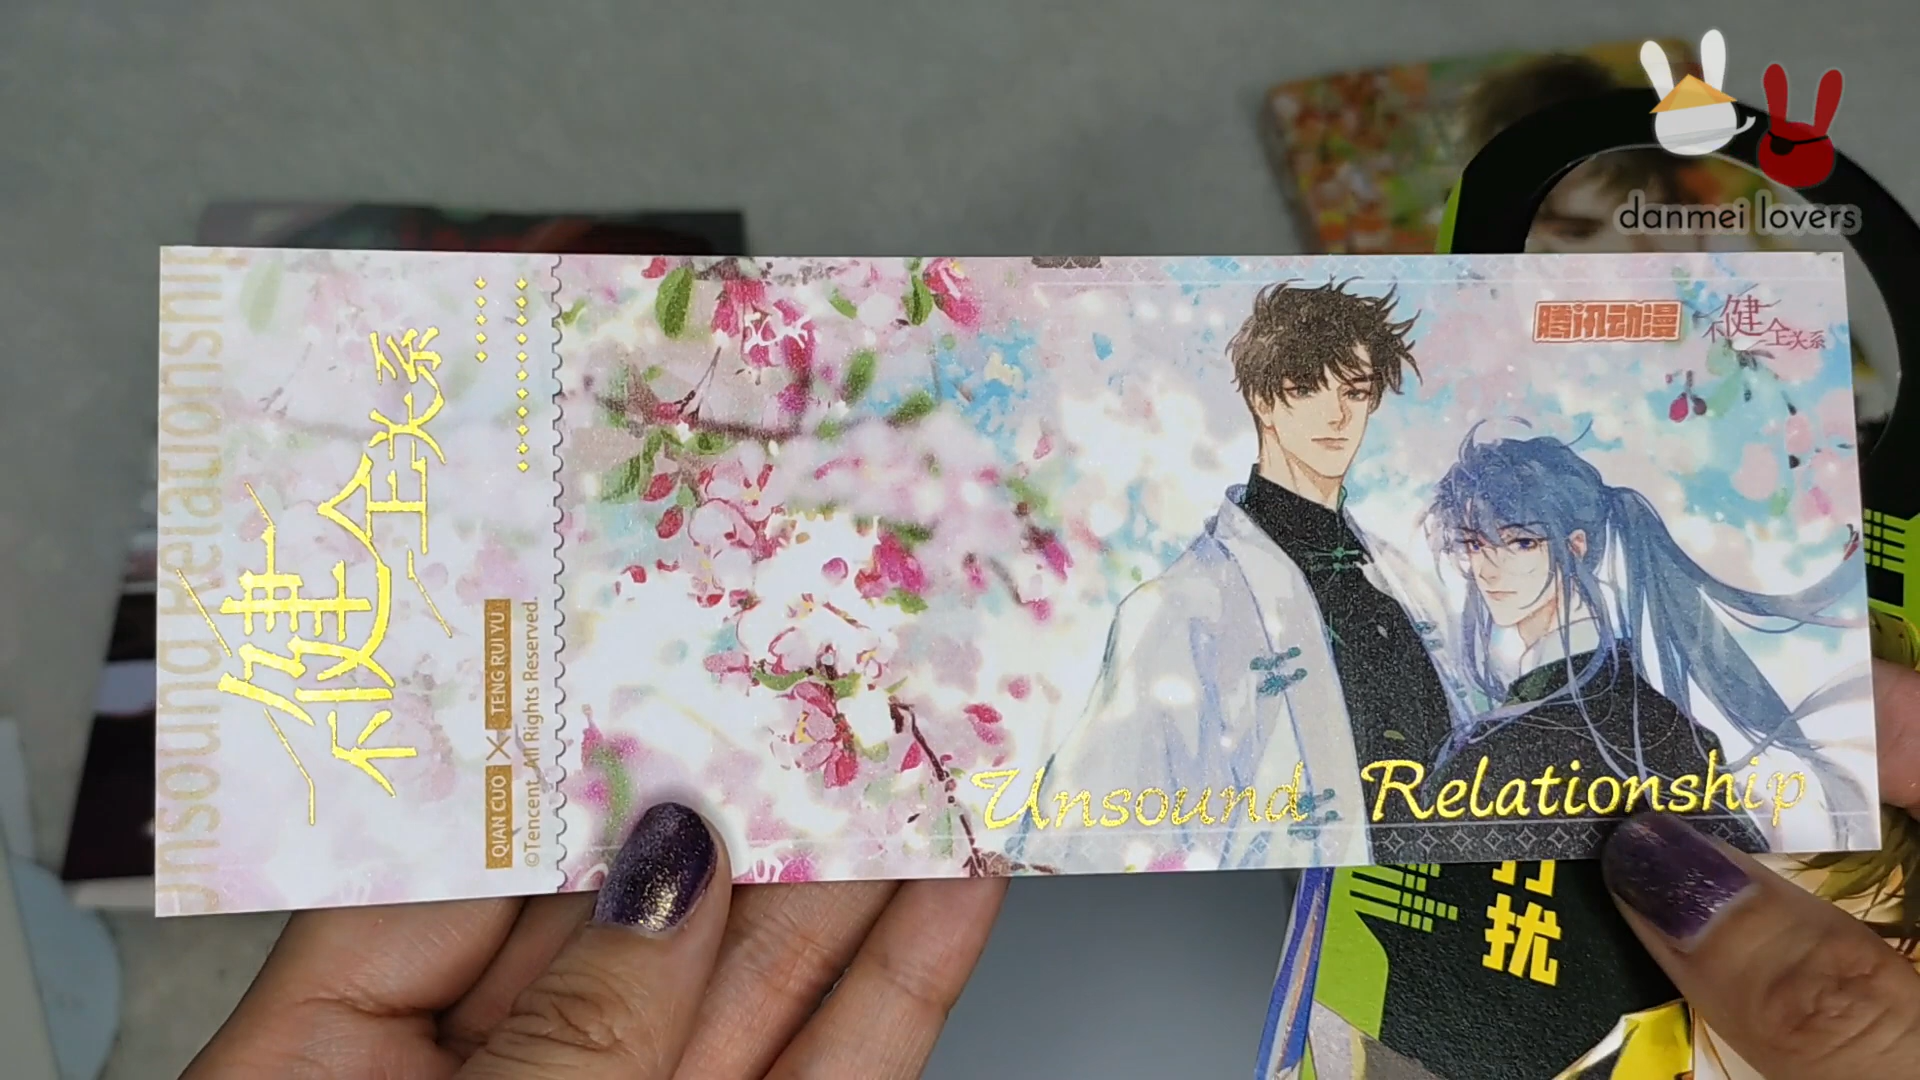 danmei lovers
Unsound Relationship
不健全关系
QIAN CUO × TENG RUI YU
©Tencent. All Rights Reserved.
腾讯动漫
不健全关系
Unsound Relationship
打扰